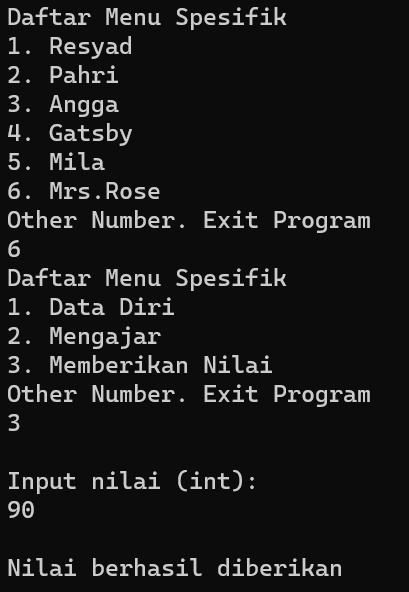 Daftar Menu Spesifik
1. Resyad
2. Pahri
3. Angga
4. Gatsby
5. Mila
6. Mrs.Rose
Other Number. Exit Program
6
Daftar Menu Spesifik
1. Data Diri
2. Mengajar
3. Memberikan Nilai
Other Number. Exit Program
3
Input nilai (int):
90
Nilai berhasil diberikan